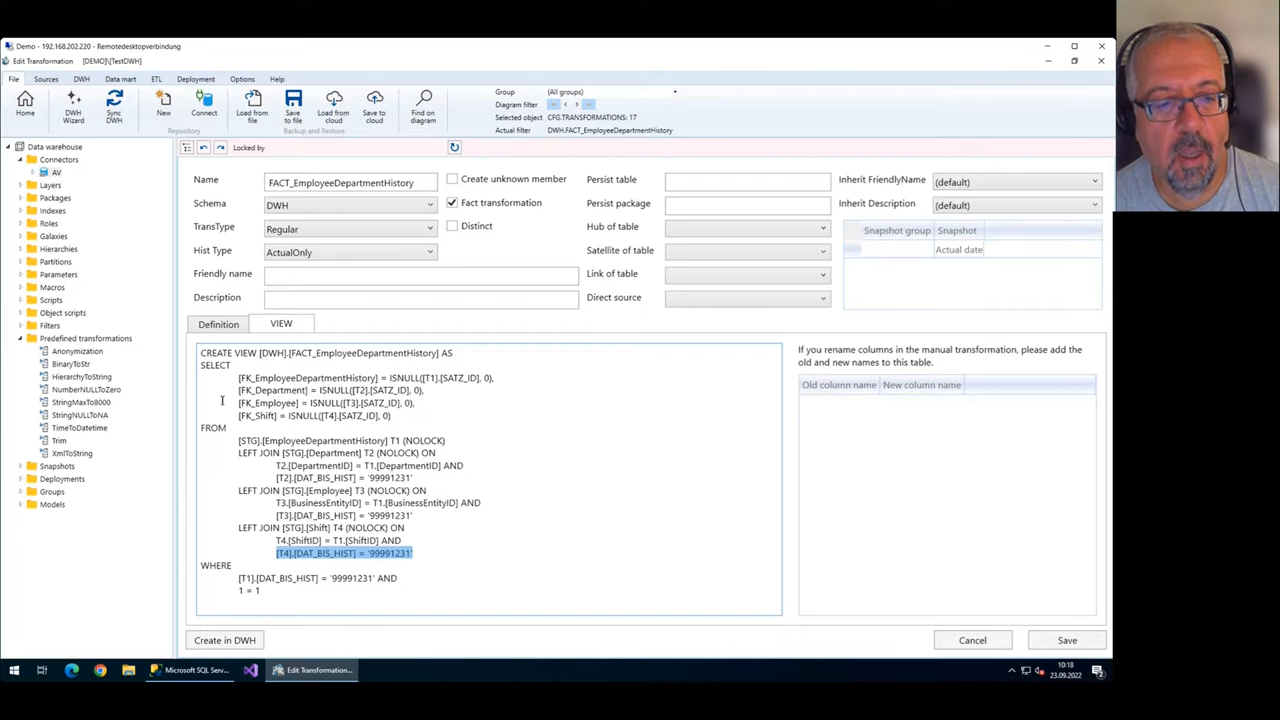 Demo - 192.168.202.220 - Remotedesktopverbindung
Edit Transformation [DEMO]\[TestDWH]
File Sources DWH Data mart ETL Deployment Options Help
Home
DWH Wizard
Sync DWH
New
Connect
Repository
Load from file
Save to file
Load from cloud
Save to cloud
Backup and Restore
Find on diagram
Group (All groups)
Diagram filter
Selected object CFG.TRANSFORMATIONS: 17
Actual filter DWH.FACT_EmployeeDepartmentHistory
Data warehouse
Connectors
AV
Layers
Packages
Indexes
Roles
Galaxies
Hierarchies
Partitions
Parameters
Macros
Scripts
Object scripts
Filters
Predefined transformations
Anonymization
BinaryToStr
HierarchyToString
NumberNULLToZero
StringMaxTo8000
StringNULLToNA
TimeToDatetime
Trim
XmlToString
Snapshots
Deployments
Groups
Models
Locked by
Name FACT_EmployeeDepartmentHistory
Schema DWH
TransType Regular
Hist Type ActualOnly
Friendly name
Description
Create unknown member
Fact transformation
Distinct
Persist table
Persist package
Hub of table
Satellite of table
Link of table
Direct source
Inherit FriendlyName (default)
Inherit Description (default)
Snapshot group Snapshot
Actual date
Definition VIEW
CREATE VIEW [DWH].[FACT_EmployeeDepartmentHistory] AS
SELECT
[FK_EmployeeDepartmentHistory] = ISNULL([T1].[SATZ_ID], 0),
[FK_Department] = ISNULL([T2].[SATZ_ID], 0),
[FK_Employee] = ISNULL([T3].[SATZ_ID], 0),
[FK_Shift] = ISNULL([T4].[SATZ_ID], 0)
FROM
[STG].[EmployeeDepartmentHistory] T1 (NOLOCK)
LEFT JOIN [STG].[Department] T2 (NOLOCK) ON
T2.[DepartmentID] = T1.[DepartmentID] AND
[T2].[DAT_BIS_HIST] = '99991231'
LEFT JOIN [STG].[Employee] T3 (NOLOCK) ON
T3.[BusinessEntityID] = T1.[BusinessEntityID] AND
[T3].[DAT_BIS_HIST] = '99991231'
LEFT JOIN [STG].[Shift] T4 (NOLOCK) ON
T4.[ShiftID] = T1.[ShiftID] AND
[T4].[DAT_BIS_HIST] = '99991231'
WHERE
[T1].[DAT_BIS_HIST] = '99991231' AND
1 = 1
If you rename columns in the manual transformation, please add the
old and new names to this table.
Old column name New column name
Create in DWH
Cancel
Save
Microsoft SQL Serv...
Edit Transformation...
10:18
23.09.2022